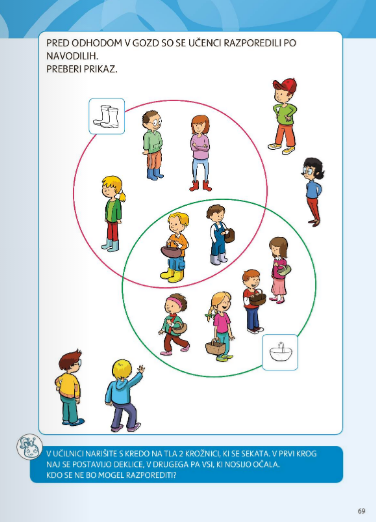 PRED ODHODOM V GOZD SO SE UČENCI RAZPOREDILI PO
NAVODILIH.
PREBERI PRIKAZ.
V UČILNICI NARIŠITE S KREDO NA TLA 2 KROŽNICI, KI SE SEKATA. V PRVI KROG
NAJ SE POSTAVIJO DEKLICE, V DRUGEGA PA VSI, KI NOSIJO OČALA.
KDO SE NE BO MOGEL RAZPOREDITI?
69